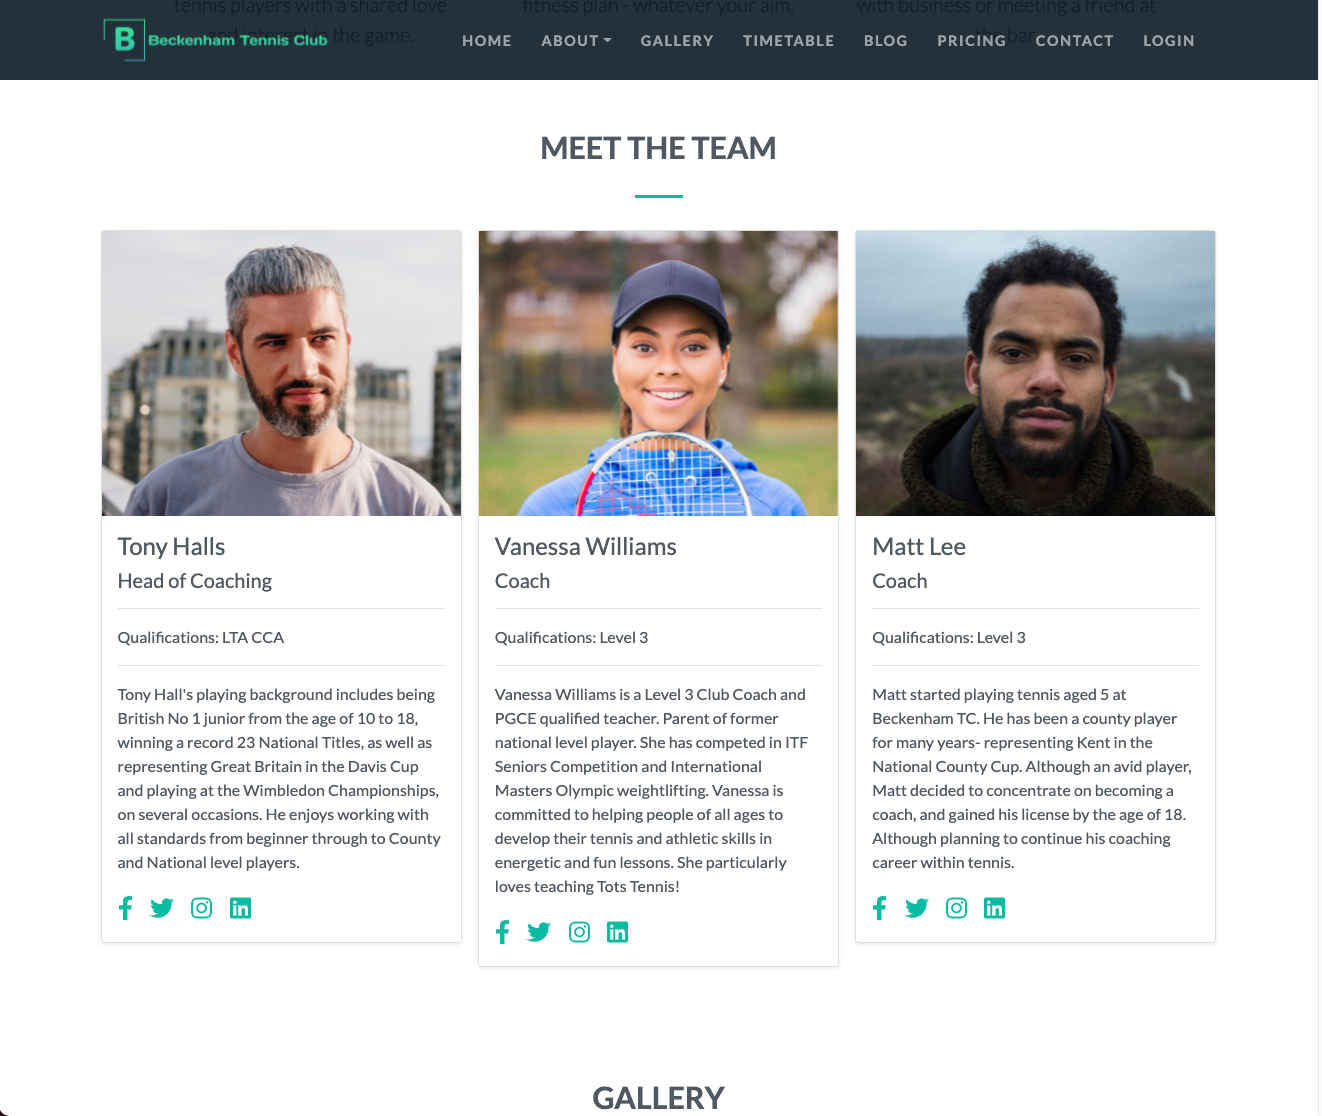 tennis players with a shared love
fitness plan - whatever your aim.
with business or meeting a friend at
and interest in the game.
the bar
B Beckenham Tennis Club
HOME ABOUT GALLERY TIMETABLE BLOG PRICING CONTACT LOGIN
MEET THE TEAM
Tony Halls
Head of Coaching
Qualifications: LTA CCA
Tony Hall's playing background includes being
British No 1 junior from the age of 10 to 18,
winning a record 23 National Titles, as well as
representing Great Britain in the Davis Cup
and playing at the Wimbledon Championships,
on several occasions. He enjoys working with
all standards from beginner through to County
and National level players.
Vanessa Williams
Coach
Qualifications: Level 3
Vanessa Williams is a Level 3 Club Coach and
PGCE qualified teacher. Parent of former
national level player. She has competed in ITF
Seniors Competition and International
Masters Olympic weightlifting. Vanessa is
committed to helping people of all ages to
develop their tennis and athletic skills in
energetic and fun lessons. She particularly
loves teaching Tots Tennis!
Matt Lee
Coach
Qualifications: Level 3
Matt started playing tennis aged 5 at
Beckenham TC. He has been a county player
for many years- representing Kent in the
National County Cup. Although an avid player,
Matt decided to concentrate on becoming a
coach, and gained his license by the age of 18.
Although planning to continue his coaching
career within tennis.
GALLERY